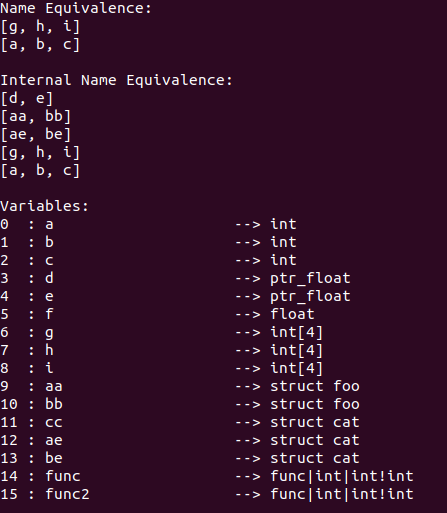 Name Equivalence:
[g, h, i]
[a, b, c]
Internal Name Equivalence:
[d, e]
[aa, bb]
[ae, be]
[g, h, i]
[a, b, c]
Variables:
0  : a                    --> int
1  : b                    --> int
2  : c                    --> int
3  : d                    --> ptr_float
4  : e                    --> ptr_float
5  : f                    --> float
6  : g                    --> int[4]
7  : h                    --> int[4]
8  : i                    --> int[4]
9  : aa                   --> struct foo
10 : bb                   --> struct foo
11 : cc                   --> struct cat
12 : ae                   --> struct cat
13 : be                   --> struct cat
14 : func                 --> func|int|int!int
15 : func2                --> func|int|int!int